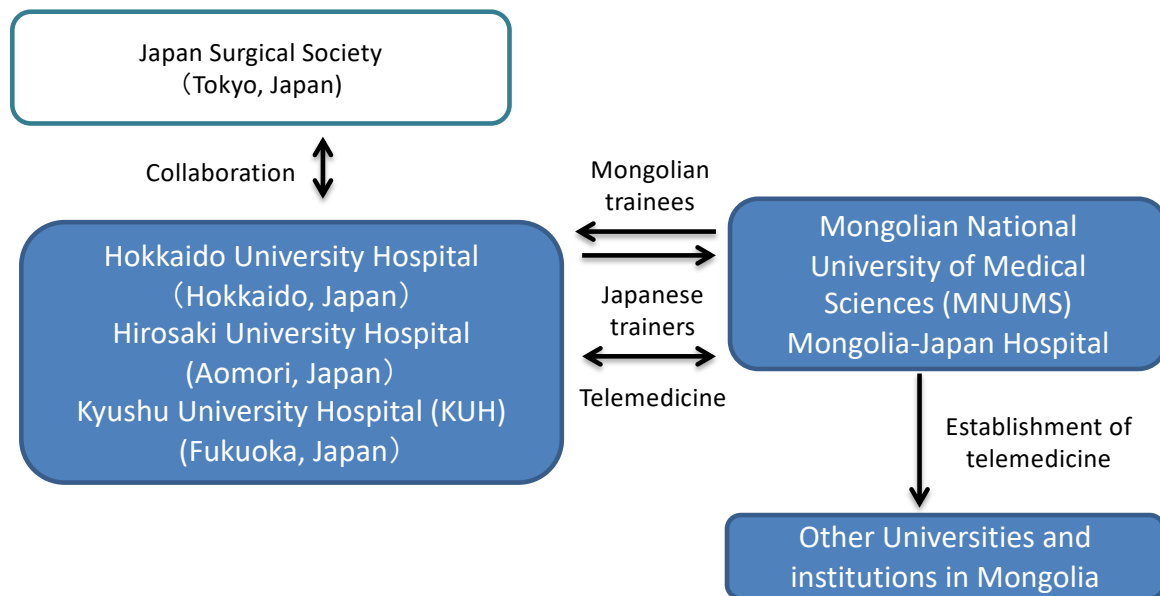 Japan Surgical Society
（Tokyo, Japan)
Collaboration
Hokkaido University Hospital
（Hokkaido, Japan）
Hirosaki University Hospital
(Aomori, Japan）
Kyushu University Hospital (KUH)
(Fukuoka, Japan）
Mongolian
trainees
Japanese
trainers
Telemedicine
Mongolian National
University of Medical
Sciences (MNUMS)
Mongolia-Japan Hospital
Establishment of
telemedicine
Other Universities and
institutions in Mongolia